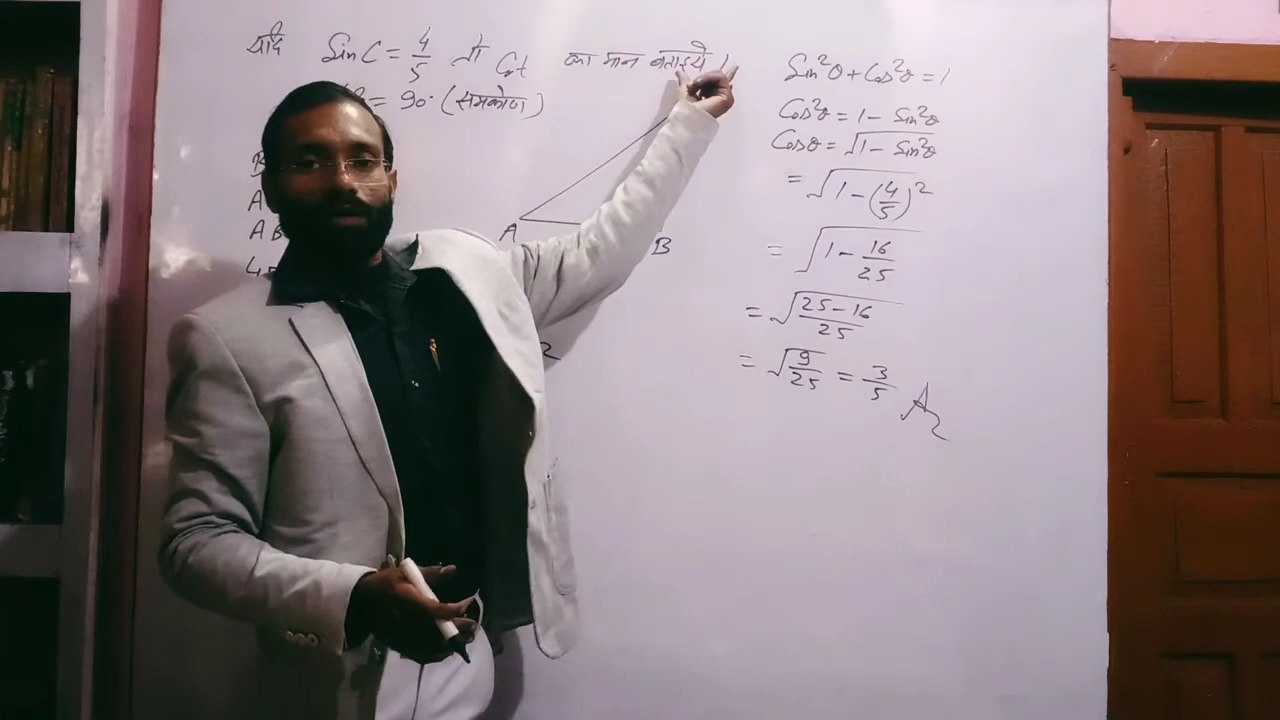 यदि Sin C = 4/5 तो Cot का मान बताइये।
= 90° (समकोण)
A
B
B
A
AB
Sin²θ + Cos²θ = 1
Cos²θ = 1 - Sin²θ
Cosθ = √1 - Sin²θ
= √1 - (4/5)²
= √1 - 16/25
= √25 - 16/25
= √9/25 = 3/5